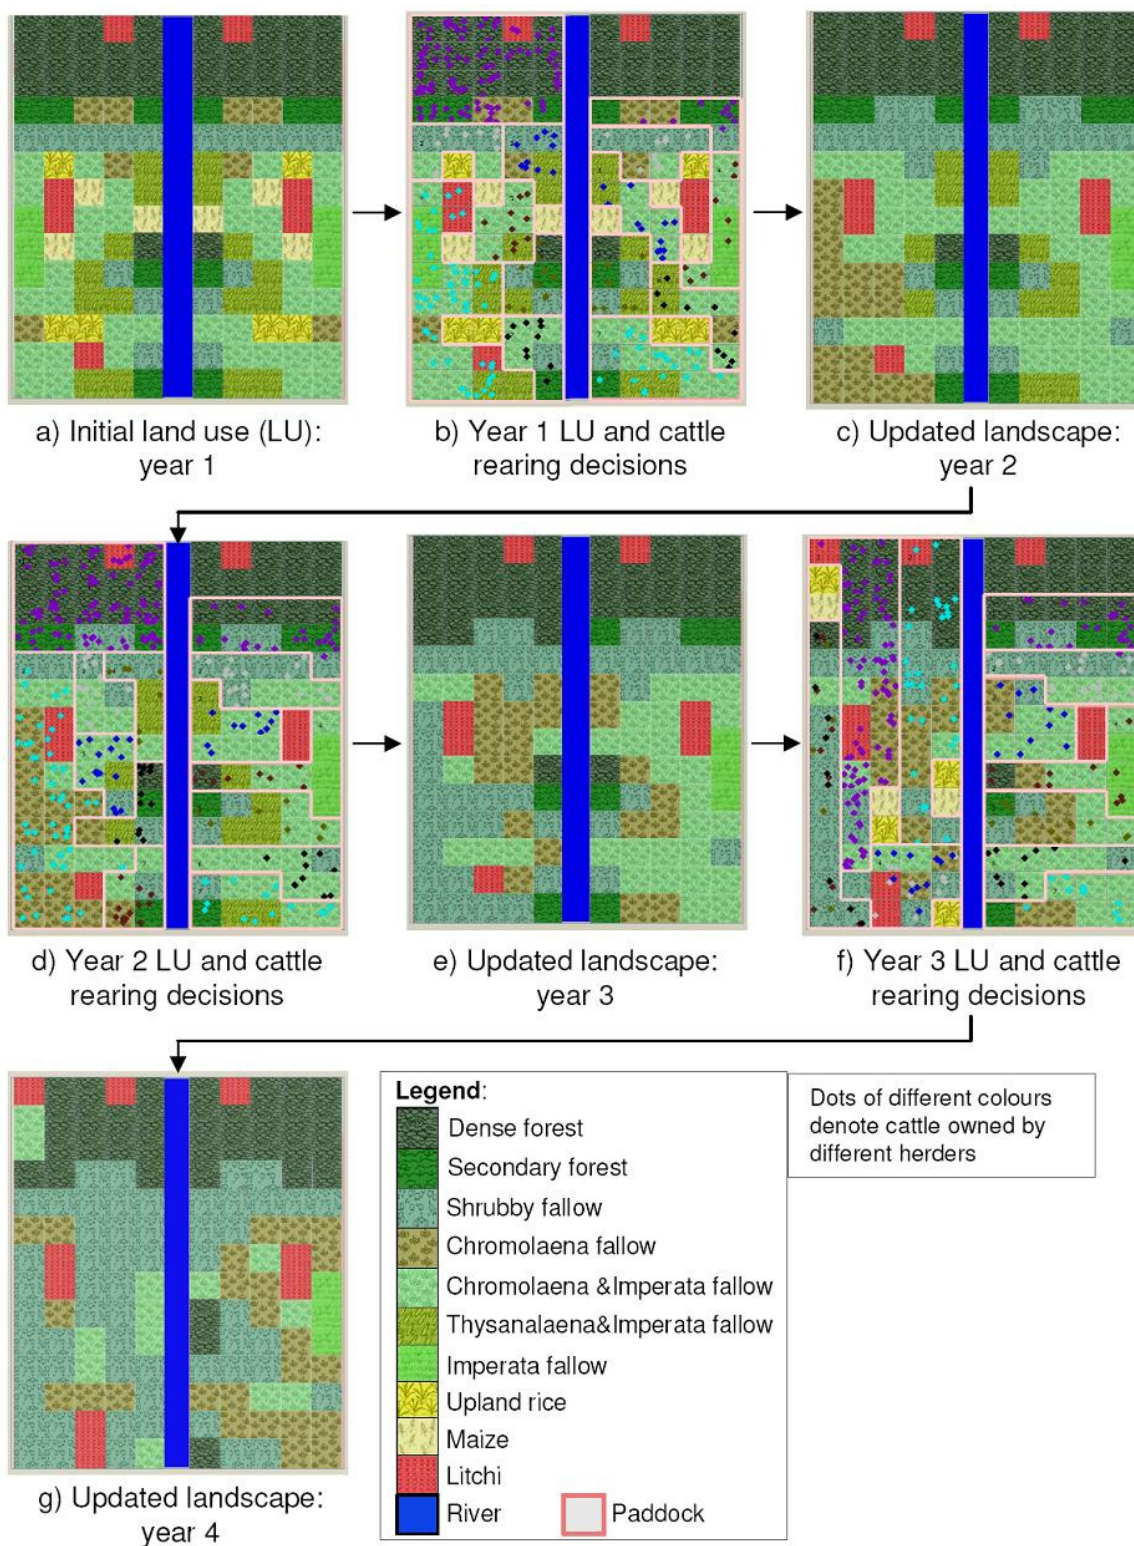 a) Initial land use (LU):
year 1
b) Year 1 LU and cattle
rearing decisions
c) Updated landscape:
year 2
d) Year 2 LU and cattle
rearing decisions
e) Updated landscape:
year 3
f) Year 3 LU and cattle
rearing decisions
g) Updated landscape:
year 4
Legend:
Dense forest
Secondary forest
Shrubby fallow
Chromolaena fallow
Chromolaena &Imperata fallow
Thysanalaena&Imperata fallow
Imperata fallow
Upland rice
Maize
Litchi
River
Paddock
Dots of different colours
denote cattle owned by
different herders